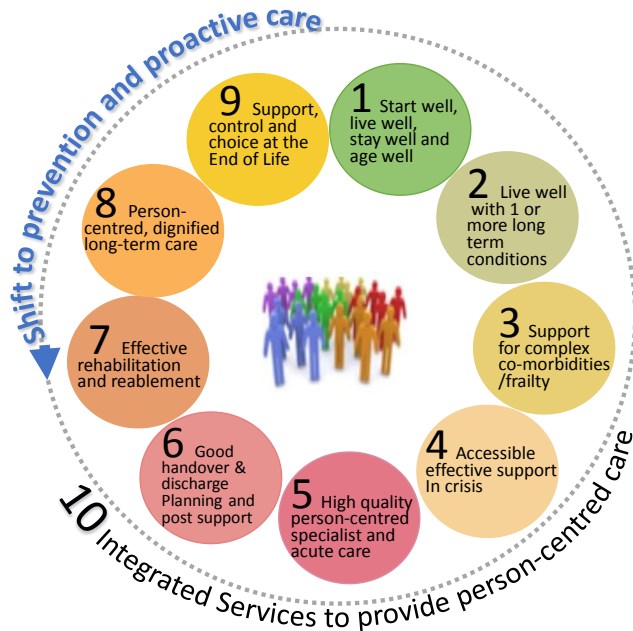 Shift to prevention and proactive care
1 Start well,
live well,
stay well and
age well
2 Live well
with 1 or
more long
term
conditions
3 Support
for complex
co-morbidities
/frailty
4 Accessible
effective support
In crisis
5 High quality
person-centred
specialist and
acute care
6 Good
handover &
discharge
Planning and
post support
7 Effective
rehabilitation
and reablement
8 Person-
centred, dignified
long-term care
9 Support,
control and
choice at the
End of Life
10 Integrated Services to provide person-centred care